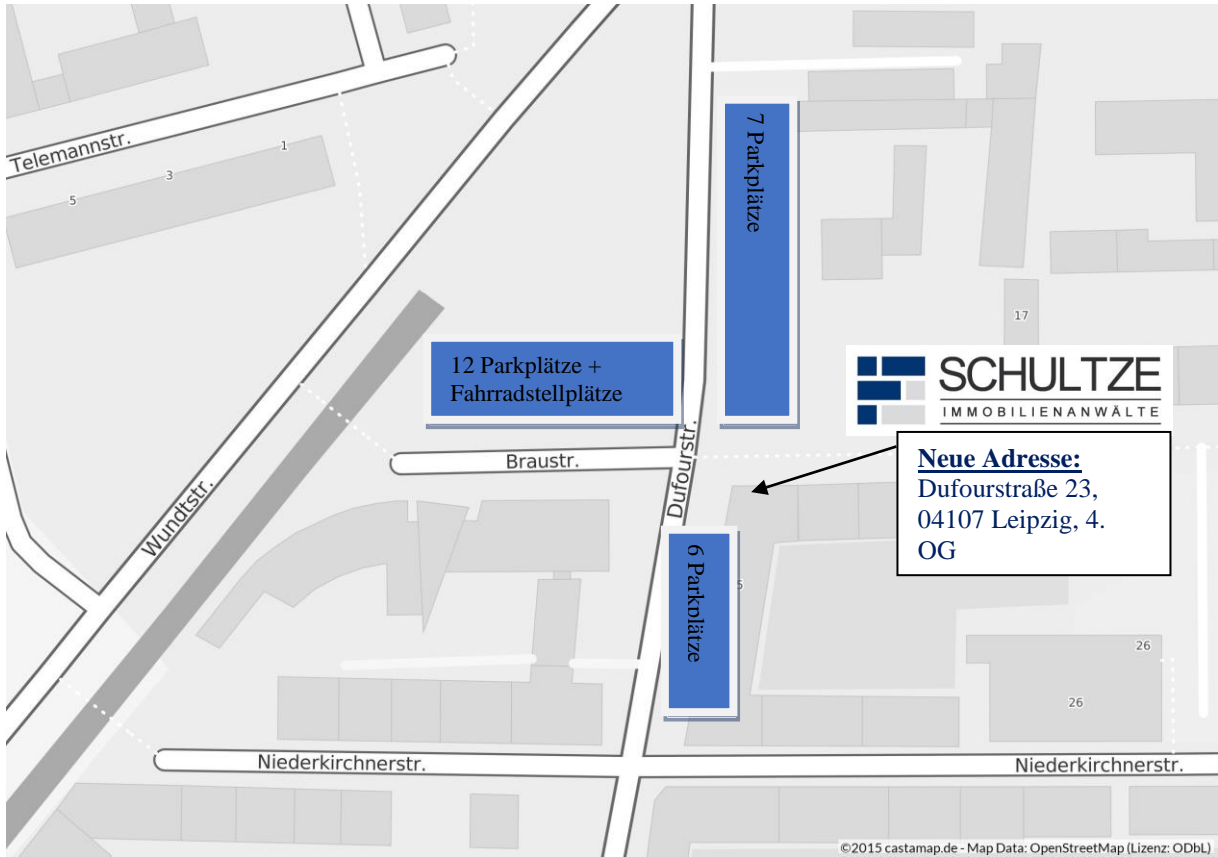 Telemannstr.
1
3
5
7 Parkplätze
17
12 Parkplätze +
Fahrradstellplätze
SCHULTZE
IMMOBILIENANWÄLTE
Braustr.
Dufourstr.
Wundtstr.
Neue Adresse:
Dufourstraße 23,
04107 Leipzig, 4.
OG
6 Parkplätze
5
26
26
Niederkirchnerstr.
Niederkirchnerstr.
©2015 castamap.de - Map Data: OpenStreetMap (Lizenz: ODbL)